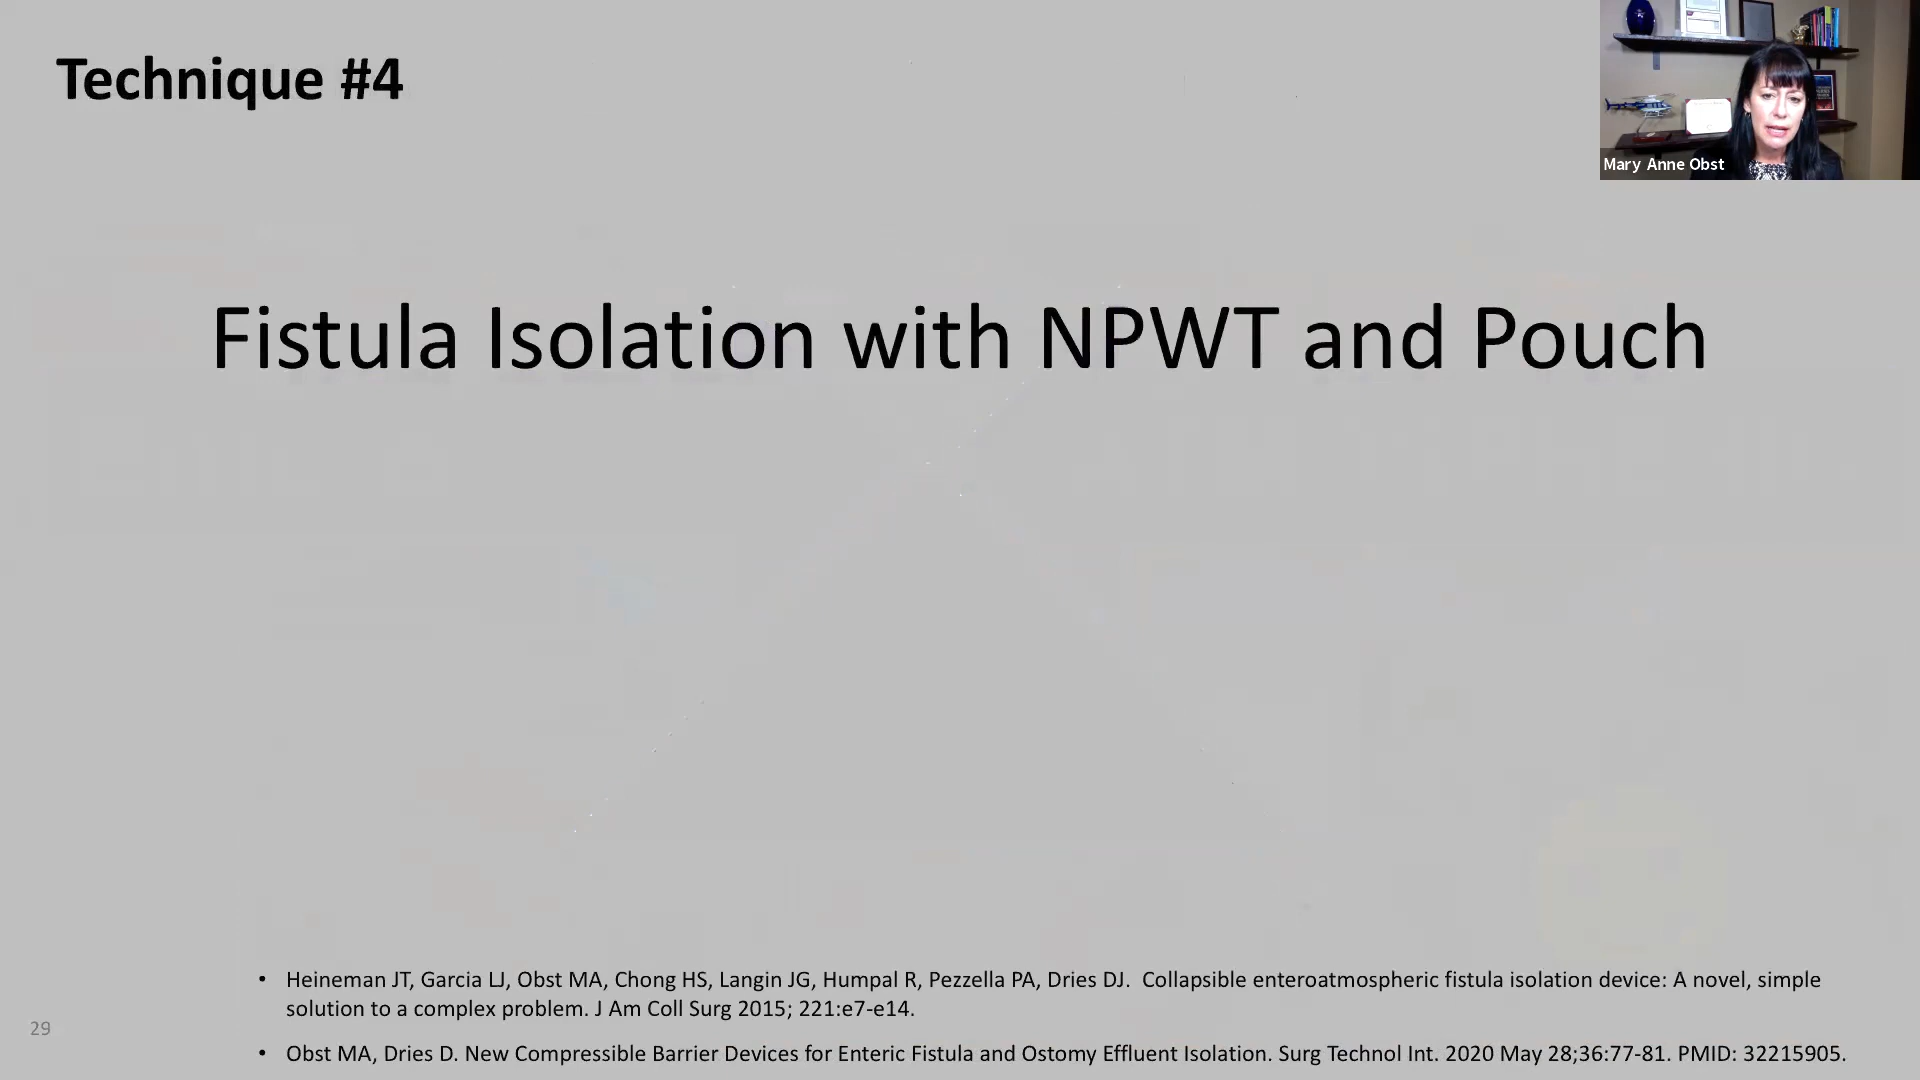 Technique #4
Mary Anne Obst
Fistula Isolation with NPWT and Pouch
• Heineman JT, Garcia LJ, Obst MA, Chong HS, Langin JG, Humpal R, Pezzella PA, Dries DJ.  Collapsible enteroatmospheric fistula isolation device: A novel, simple
solution to a complex problem. J Am Coll Surg 2015; 221:e7-e14.
29
• Obst MA, Dries D. New Compressible Barrier Devices for Enteric Fistula and Ostomy Effluent Isolation. Surg Technol Int. 2020 May 28;36:77-81. PMID: 32215905.